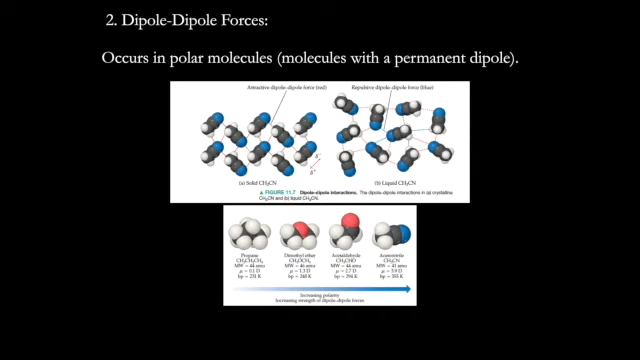 2. Dipole-Dipole Forces:
Occurs in polar molecules (molecules with a permanent dipole).
Attractive dipole–dipole force (red)
Repulsive dipole–dipole force (blue)
δ−
δ+
(a) Solid CH₃CN
(b) Liquid CH₃CN
▲ FIGURE 11.7 Dipole-dipole interactions. The dipole-dipole interactions in (a) crystalline
CH₃CN and (b) liquid CH₃CN.
Propane
CH₃CH₂CH₃
MW = 44 amu
μ = 0.1 D
bp = 231 K
Dimethyl ether
CH₃OCH₃
MW = 46 amu
μ = 1.3 D
bp = 248 K
Acetaldehyde
CH₃CHO
MW = 44 amu
μ = 2.7 D
bp = 294 K
Acetonitrile
CH₃CN
MW = 41 amu
μ = 3.9 D
bp = 355 K
Increasing polarity
Increasing strength of dipole–dipole forces